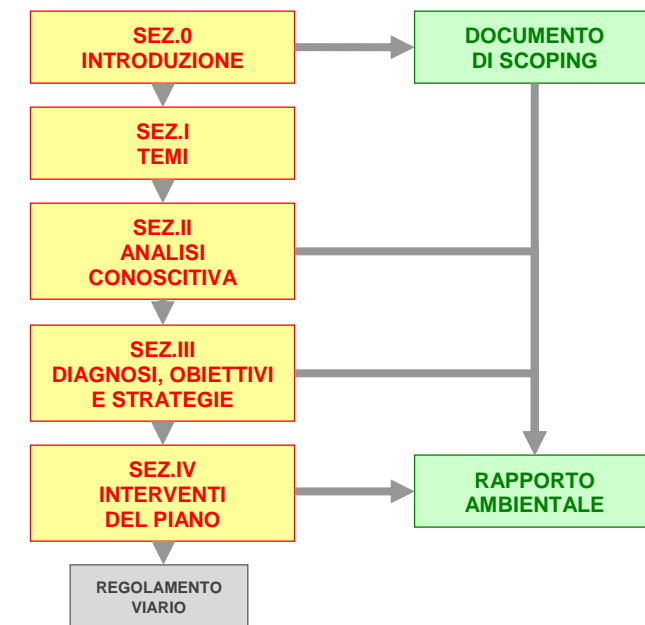 SEZ.0
INTRODUZIONE
DOCUMENTO
DI SCOPING
SEZ.I
TEMI
SEZ.II
ANALISI
CONOSCITIVA
SEZ.III
DIAGNOSI, OBIETTIVI
E STRATEGIE
SEZ.IV
INTERVENTI
DEL PIANO
RAPPORTO
AMBIENTALE
REGOLAMENTO
VIARIO